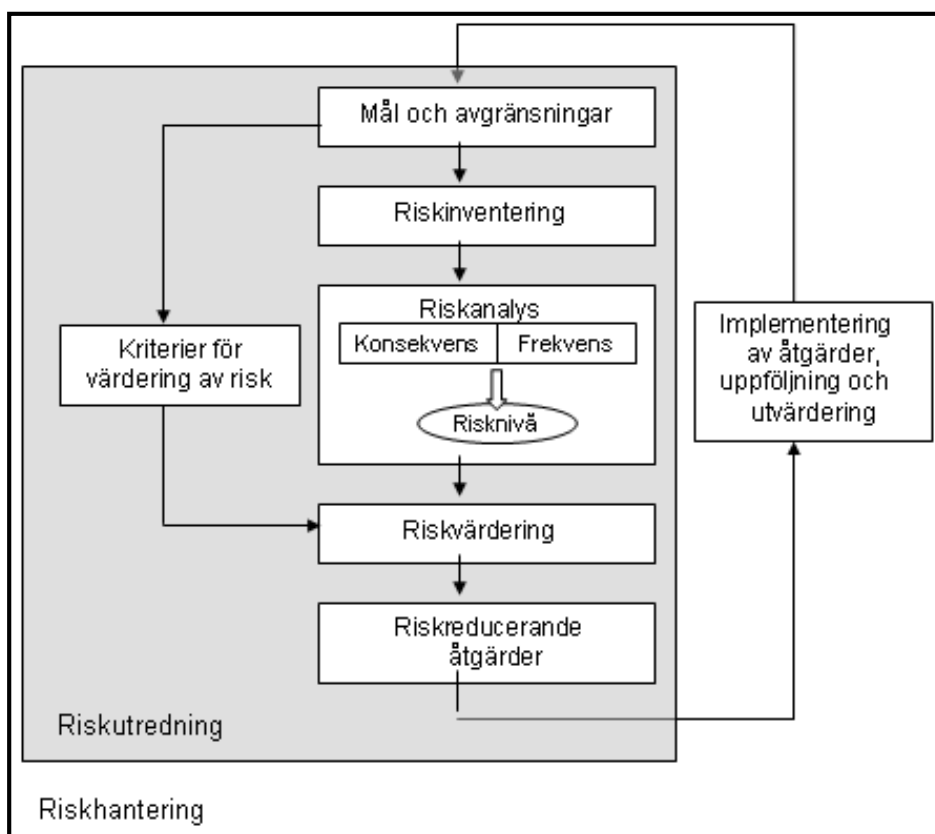 Mål och avgränsningar
Riskinventering
Riskanalys
Konsekvens
Frekvens
Risknivå
Kriterier för
värdering av risk
Implementering
av åtgärder,
uppföljning och
utvärdering
Riskvärdering
Riskreducerande
åtgärder
Riskutredning
Riskhantering